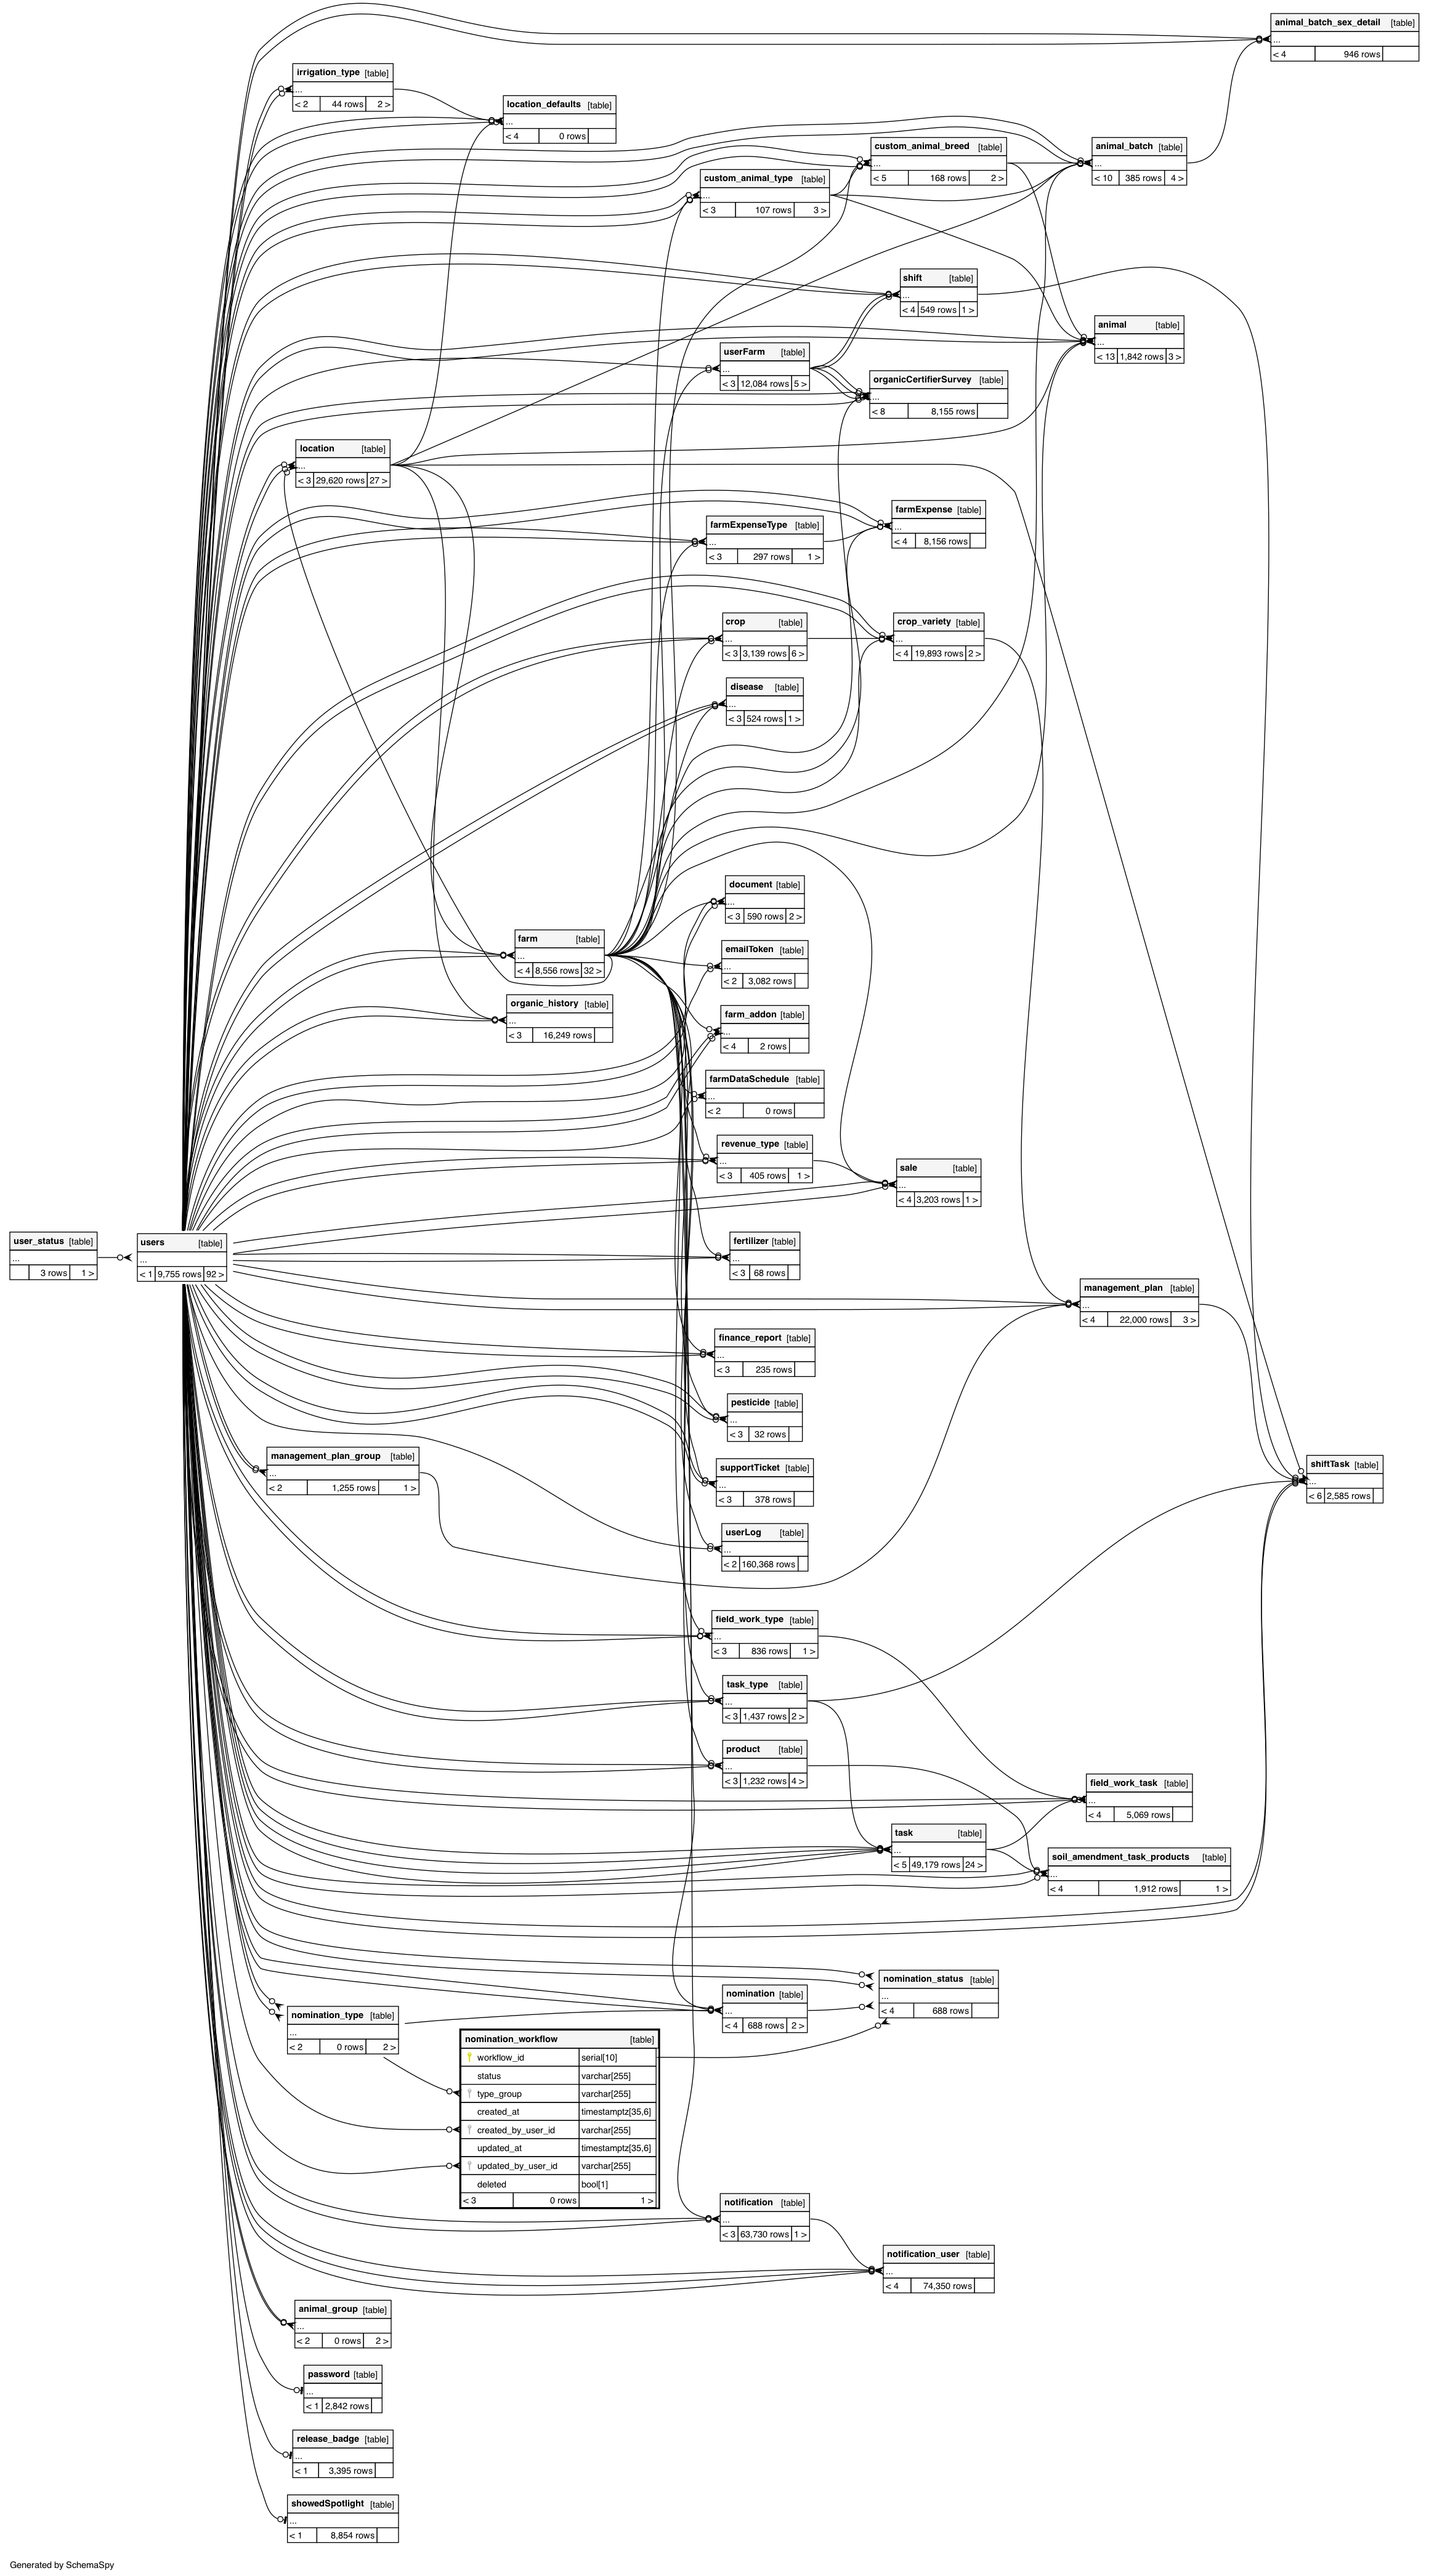 animal_batch_sex_detail [table]
...
< 4 946 rows
irrigation_type [table]
...
< 2 44 rows 2 >
location_defaults [table]
...
< 4 0 rows
custom_animal_breed [table]
...
< 5 168 rows 2 >
animal_batch [table]
...
< 10 385 rows 4 >
custom_animal_type [table]
...
< 3 107 rows 3 >
shift [table]
...
< 4 549 rows 1 >
animal [table]
...
< 13 1,842 rows 3 >
userFarm [table]
...
< 3 12,084 rows 5 >
organicCertifierSurvey [table]
...
< 8 8,155 rows
location [table]
...
< 3 29,620 rows 27 >
farmExpense [table]
...
< 4 8,156 rows
farmExpenseType [table]
...
< 3 297 rows 1 >
crop [table]
...
< 3 3,139 rows 6 >
crop_variety [table]
...
< 4 19,893 rows 2 >
disease [table]
...
< 3 524 rows 1 >
document [table]
...
< 3 590 rows 2 >
farm [table]
...
< 4 8,556 rows 32 >
emailToken [table]
...
< 2 3,082 rows
organic_history [table]
...
< 3 16,249 rows
farm_addon [table]
...
< 4 2 rows
farmDataSchedule [table]
...
< 2 0 rows
revenue_type [table]
...
< 3 405 rows 1 >
sale [table]
...
< 4 3,203 rows 1 >
user_status [table]
...
3 rows 1 >
users [table]
...
< 1 9,755 rows 92 >
fertilizer [table]
...
< 3 68 rows
management_plan [table]
...
< 4 22,000 rows 3 >
finance_report [table]
...
< 3 235 rows
pesticide [table]
...
< 3 32 rows
management_plan_group [table]
...
< 2 1,255 rows 1 >
supportTicket [table]
...
< 3 378 rows
shiftTask [table]
...
< 6 2,585 rows
userLog [table]
...
< 2 160,368 rows
field_work_type [table]
...
< 3 836 rows 1 >
task_type [table]
...
< 3 1,437 rows 2 >
product [table]
...
< 3 1,232 rows 4 >
field_work_task [table]
...
< 4 5,069 rows
task [table]
...
< 5 49,179 rows 24 >
soil_amendment_task_products [table]
...
< 4 1,912 rows 1 >
nomination_status [table]
...
< 4 688 rows
nomination [table]
...
< 4 688 rows 2 >
nomination_type [table]
...
< 2 0 rows 2 >
nomination_workflow [table]
workflow_id serial[10]
status varchar[255]
type_group varchar[255]
created_at timestamptz[35,6]
created_by_user_id varchar[255]
updated_at timestamptz[35,6]
updated_by_user_id varchar[255]
deleted bool[1]
< 3 0 rows 1 >
notification [table]
...
< 3 63,730 rows 1 >
notification_user [table]
...
< 4 74,350 rows
animal_group [table]
...
< 2 0 rows 2 >
password [table]
...
< 1 2,842 rows
release_badge [table]
...
< 1 3,395 rows
showedSpotlight [table]
...
< 1 8,854 rows
Generated by SchemaSpy